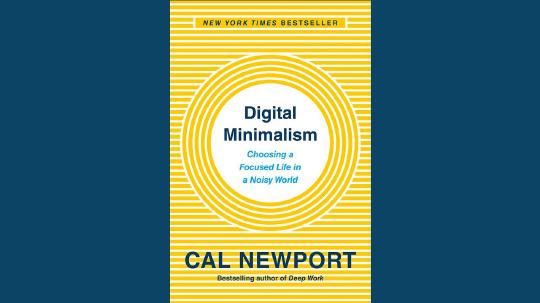 NEW YORK TIMES BESTSELLER
Digital
Minimalism
Choosing a
Focused Life in
a Noisy World
CAL NEWPORT
Bestselling author of Deep Work